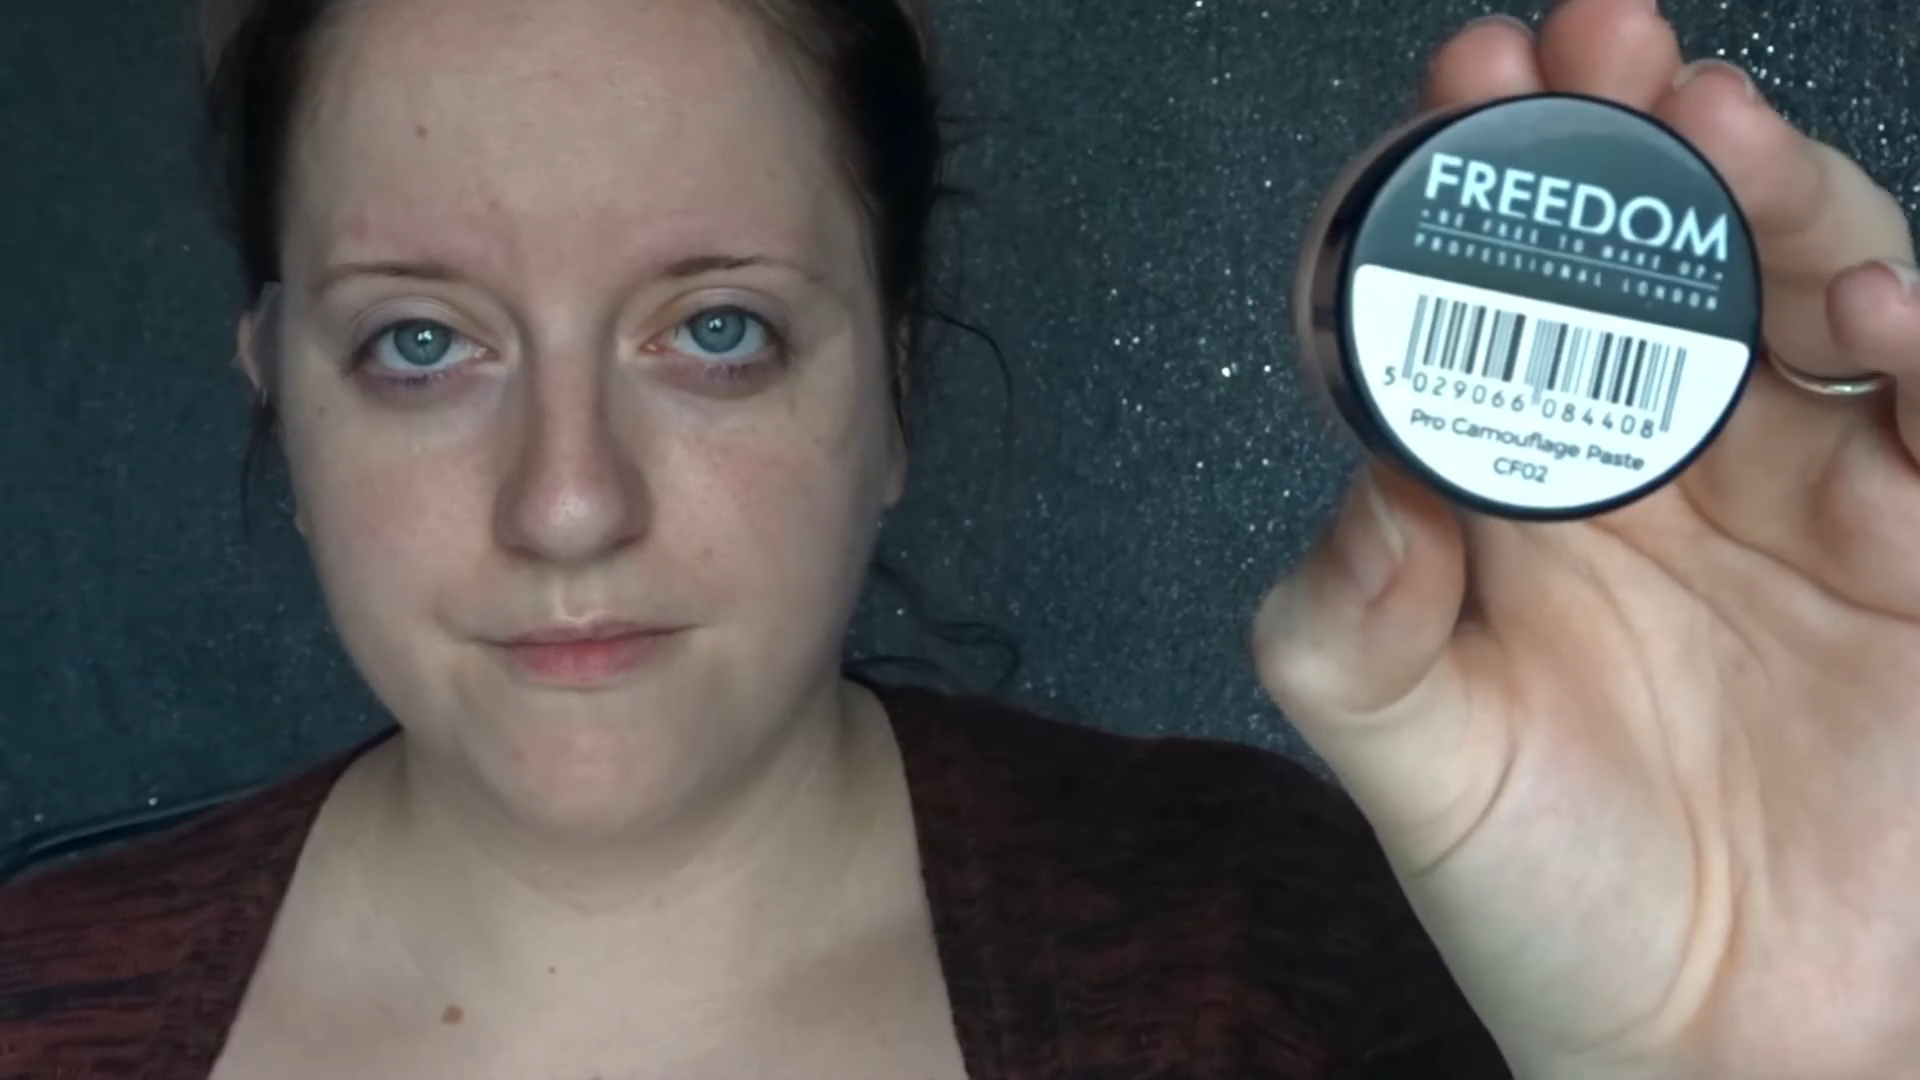 FREEDOM
• BE FREE TO MAKE UP •
PROFESSIONAL LONDON
5 029066 084408
Pro Camouflage Paste
CF02